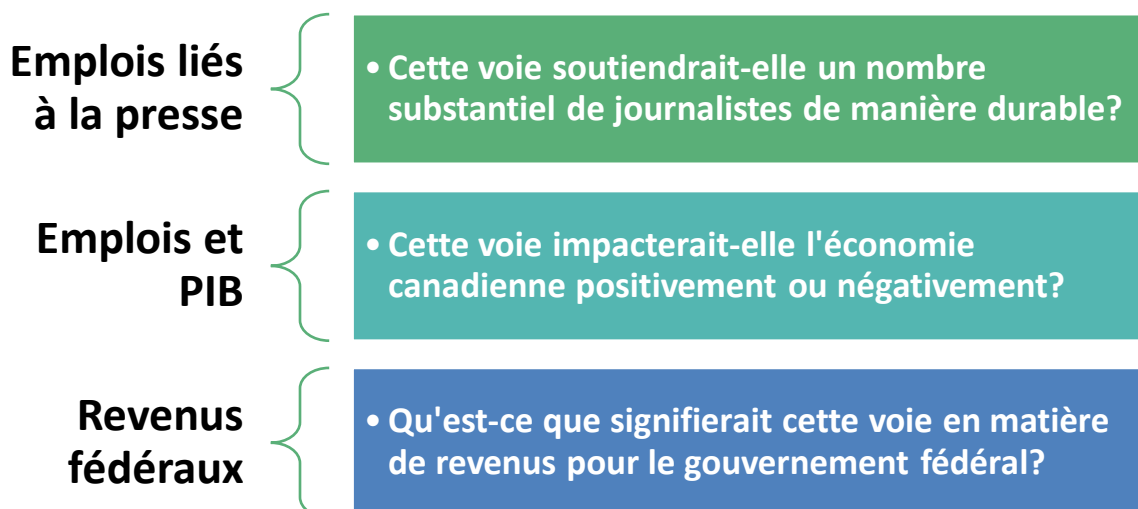 Emplois liés
à la presse
• Cette voie soutiendrait-elle un nombre
substantiel de journalistes de manière durable?
Emplois et
PIB
• Cette voie impacterait-elle l'économie
canadienne positivement ou négativement?
Revenus
fédéraux
• Qu'est-ce que signifierait cette voie en matière
de revenus pour le gouvernement fédéral?